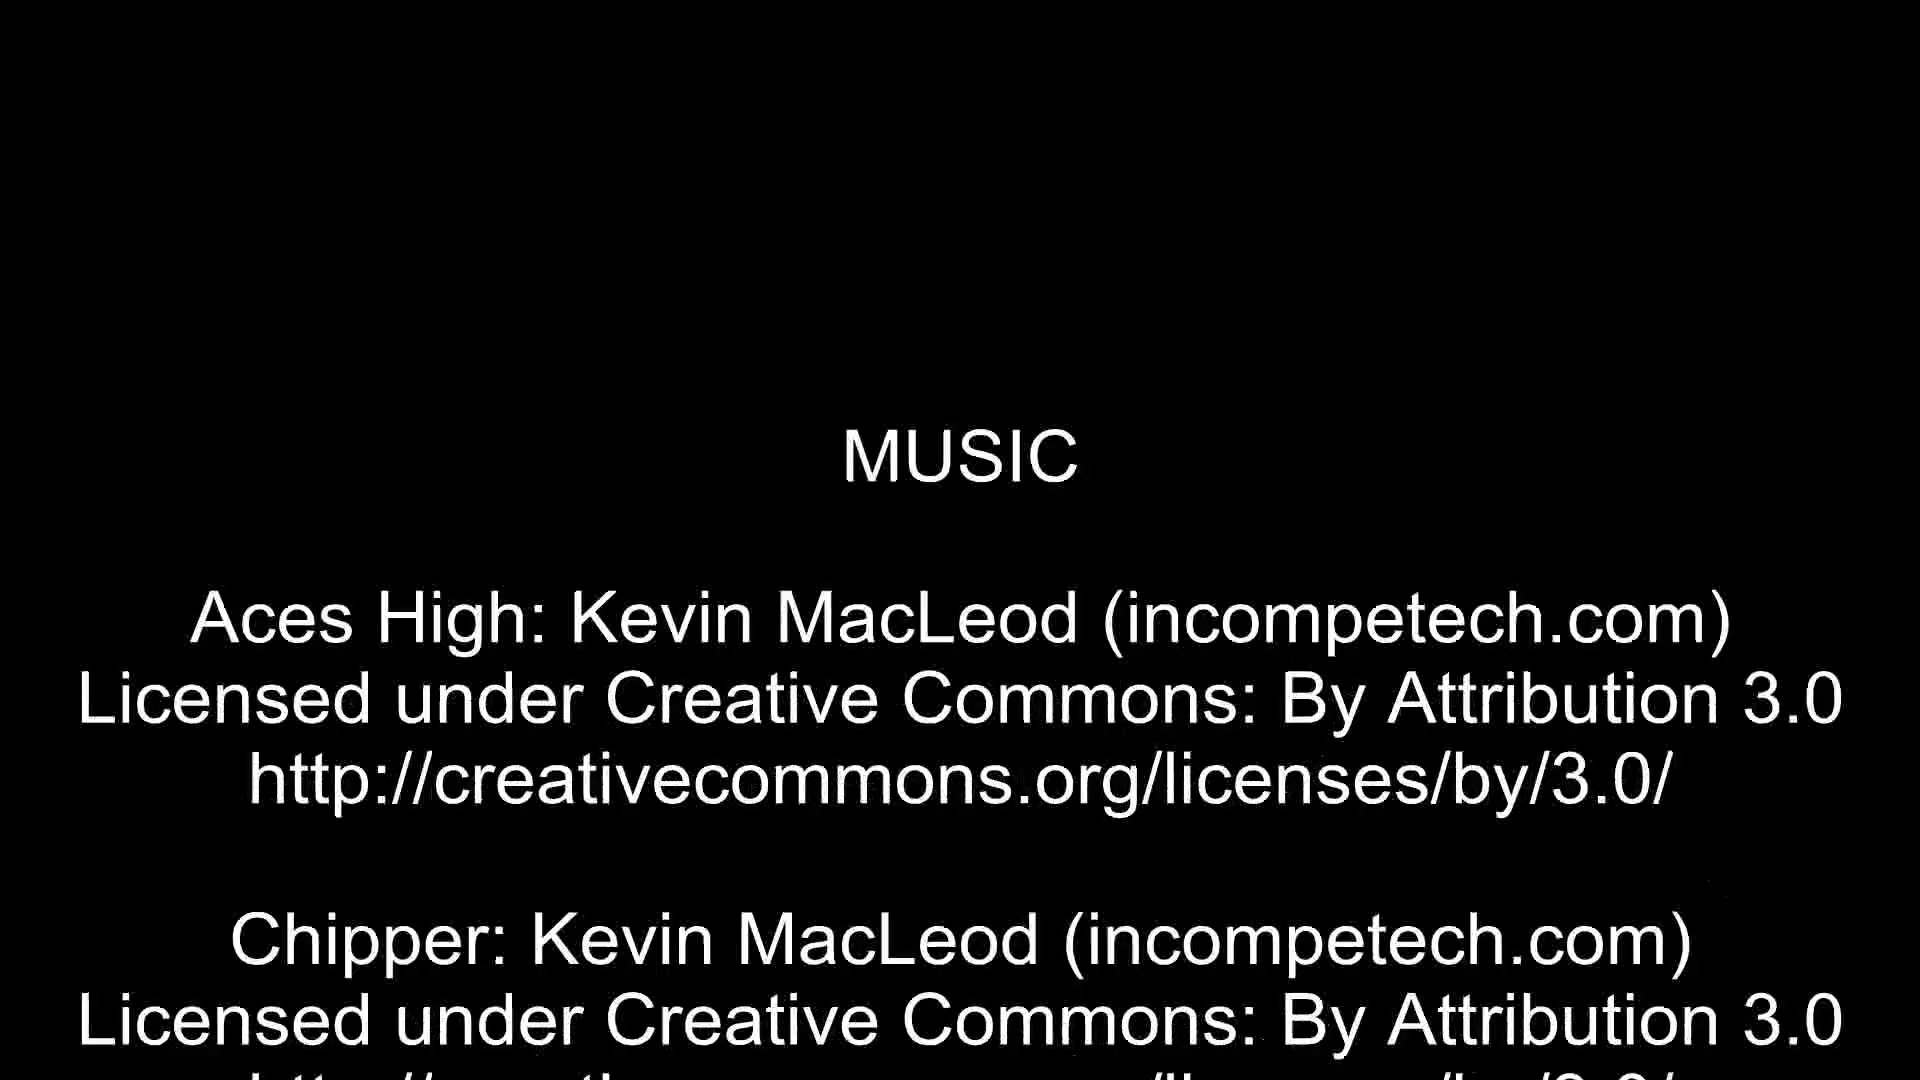 MUSIC
Aces High: Kevin MacLeod (incompetech.com)
Licensed under Creative Commons: By Attribution 3.0
http://creativecommons.org/licenses/by/3.0/
Chipper: Kevin MacLeod (incompetech.com)
Licensed under Creative Commons: By Attribution 3.0